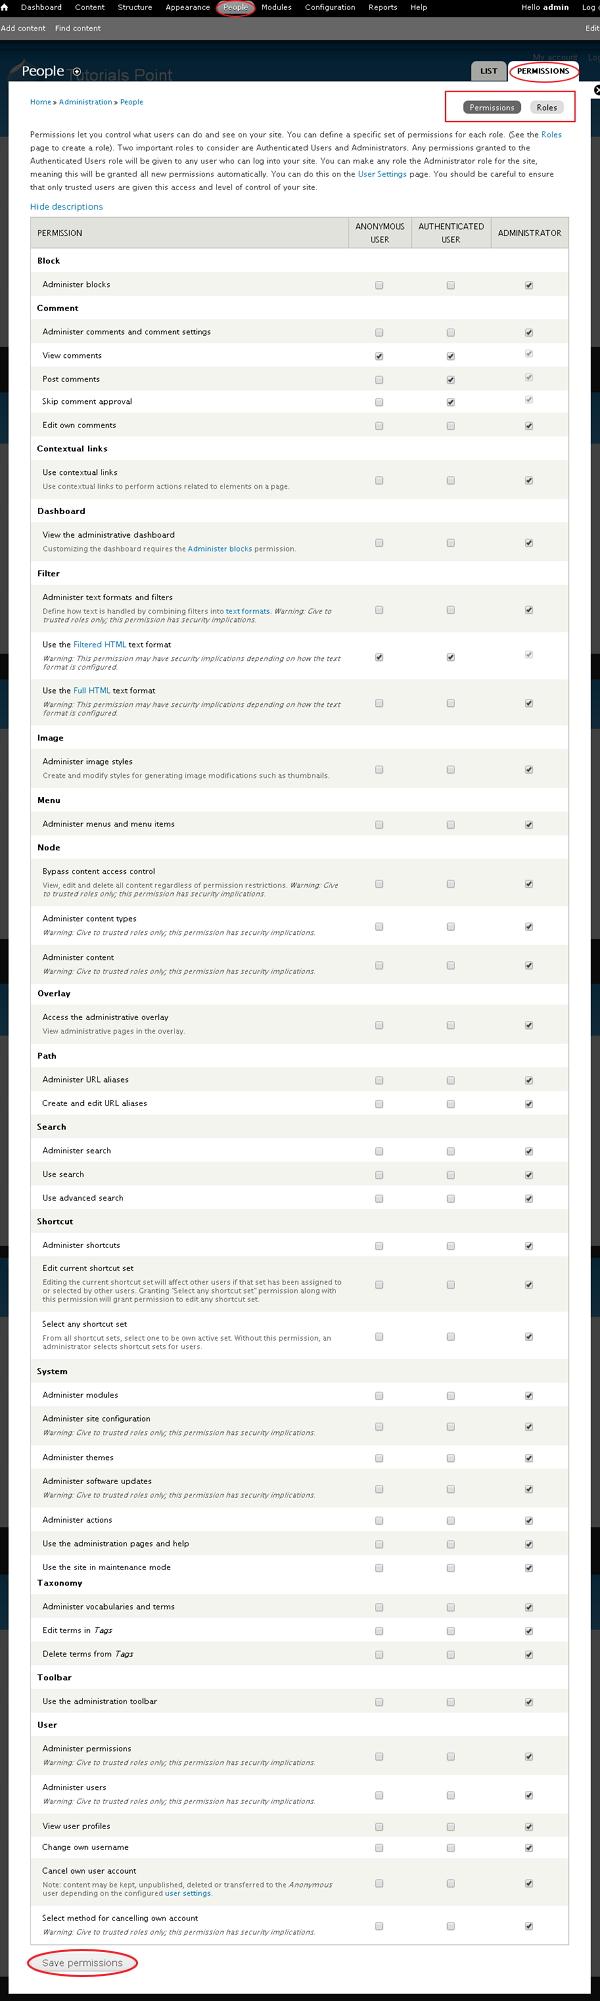 Dashboard Content Structure Appearance People Modules Configuration Reports Help Hello admin Log
Add content Find content Edit
My account
People Tutorials Point LIST PERMISSIONS
Home » Administration » People Permissions Roles
Permissions let you control what users can do and see on your site. You can define a specific set of permissions for each role. (See the Roles
page to create a role). Two important roles to consider are Authenticated Users and Administrators. Any permissions granted to the
Authenticated Users role will be given to any user who can log into your site. You can make any role the Administrator role for the site,
meaning this will be granted all new permissions automatically. You can do this on the User Settings page. You should be careful to ensure
that only trusted users are given this access and level of control of your site.
Hide descriptions
PERMISSION ANONYMOUS USER AUTHENTICATED USER ADMINISTRATOR
Block
Administer blocks
Comment
Administer comments and comment settings
View comments
Post comments
Skip comment approval
Edit own comments
Contextual links
Use contextual links
Use contextual links to perform actions related to elements on a page.
Dashboard
View the administrative dashboard
Customizing the dashboard requires the Administer blocks permission.
Filter
Administer text formats and filters
Define how text is handled by combining filters into text formats. Warning: Give to
trusted roles only; this permission has security implications.
Use the Filtered HTML text format
Warning: This permission may have security implications depending on how the text
format is configured.
Use the Full HTML text format
Warning: This permission may have security implications depending on how the text
format is configured.
Image
Administer image styles
Create and modify styles for generating image modifications such as thumbnails.
Menu
Administer menus and menu items
Node
Bypass content access control
View, edit and delete all content regardless of permission restrictions. Warning: Give
to trusted roles only; this permission has security implications.
Administer content types
Warning: Give to trusted roles only; this permission has security implications.
Administer content
Warning: Give to trusted roles only; this permission has security implications.
Overlay
Access the administrative overlay
View administrative pages in the overlay.
Path
Administer URL aliases
Create and edit URL aliases
Search
Administer search
Use search
Use advanced search
Shortcut
Administer shortcuts
Edit current shortcut set
Editing the current shortcut set will affect other users if that set has been assigned to
or selected by other users. Granting "Select any shortcut set" permission along with
this permission will grant permission to edit any shortcut set.
Select any shortcut set
From all shortcut sets, select one to be own active set. Without this permission, an
administrator selects shortcut sets for users.
System
Administer modules
Administer site configuration
Warning: Give to trusted roles only; this permission has security implications.
Administer themes
Administer software updates
Warning: Give to trusted roles only; this permission has security implications.
Administer actions
Use the administration pages and help
Use the site in maintenance mode
Taxonomy
Administer vocabularies and terms
Edit terms in Tags
Delete terms from Tags
Toolbar
Use the administration toolbar
User
Administer permissions
Warning: Give to trusted roles only; this permission has security implications.
Administer users
Warning: Give to trusted roles only; this permission has security implications.
View user profiles
Change own username
Cancel own user account
Note: content may be kept, unpublished, deleted or transferred to the Anonymous
user depending on the configured user settings.
Select method for cancelling own account
Warning: Give to trusted roles only; this permission has security implications.
Save permissions